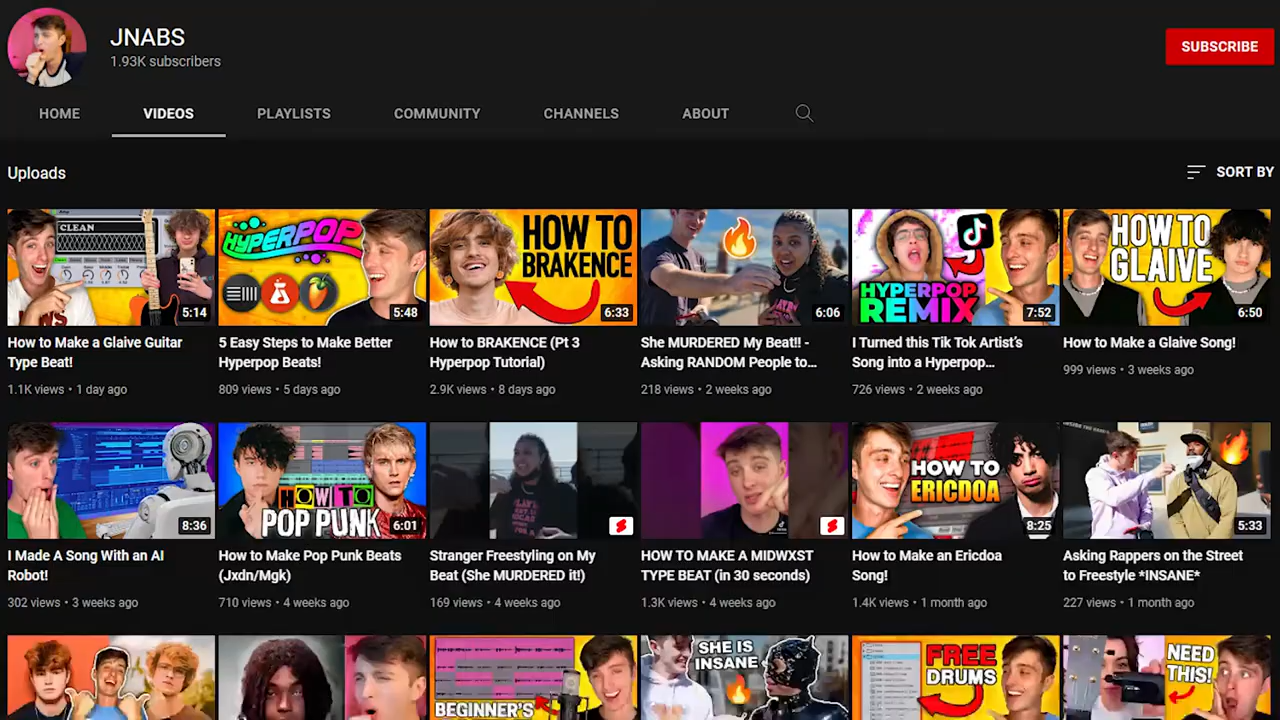 JNABS
1.93K subscribers
SUBSCRIBE
HOME VIDEOS PLAYLISTS COMMUNITY CHANNELS ABOUT
Uploads
SORT BY
CLEAN
5:14
HYPERPOP
5:48
HOW TO
BRAKENCE
6:33
6:06
HYPERPOP
REMIX
7:52
HOW TO
GLAIVE
6:50
How to Make a Glaive Guitar
Type Beat!
1.1K views • 1 day ago
5 Easy Steps to Make Better
Hyperpop Beats!
809 views • 5 days ago
How to BRAKENCE (Pt 3
Hyperpop Tutorial)
2.9K views • 8 days ago
She MURDERED My Beat!! -
Asking RANDOM People to...
218 views • 2 weeks ago
I Turned this Tik Tok Artist's
Song into a Hyperpop...
726 views • 2 weeks ago
How to Make a Glaive Song!
999 views • 3 weeks ago
8:36
HOW TO
POP PUNK
6:01
HOW TO
ERICDOA
8:25
5:33
I Made A Song With an AI
Robot!
302 views • 3 weeks ago
How to Make Pop Punk Beats
(Jxdn/Mgk)
710 views • 4 weeks ago
Stranger Freestyling on My
Beat (She MURDERED it!)
169 views • 4 weeks ago
HOW TO MAKE A MIDWXST
TYPE BEAT (in 30 seconds)
1.3K views • 4 weeks ago
How to Make an Ericdoa
Song!
1.4K views • 1 month ago
Asking Rappers on the Street
to Freestyle *INSANE*
227 views • 1 month ago
BEGINNER'S
SHE IS
INSANE
FREE
DRUMS
NEED
THIS!